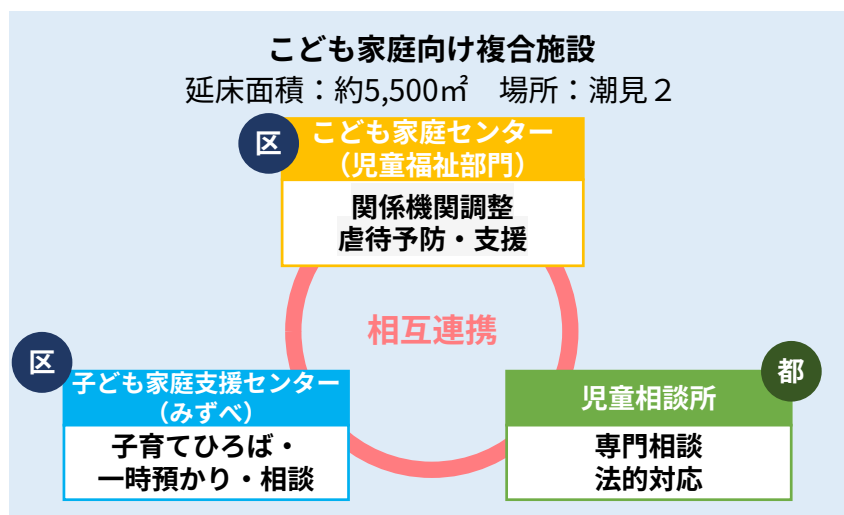 こども家庭向け複合施設
延床面積：約5,500㎡　場所：潮見２
区
こども家庭センター
（児童福祉部門）
関係機関調整
虐待予防・支援
相互連携
区
子ども家庭支援センター
（みずべ）
子育てひろば・
一時預かり・相談
都
児童相談所
専門相談
法的対応